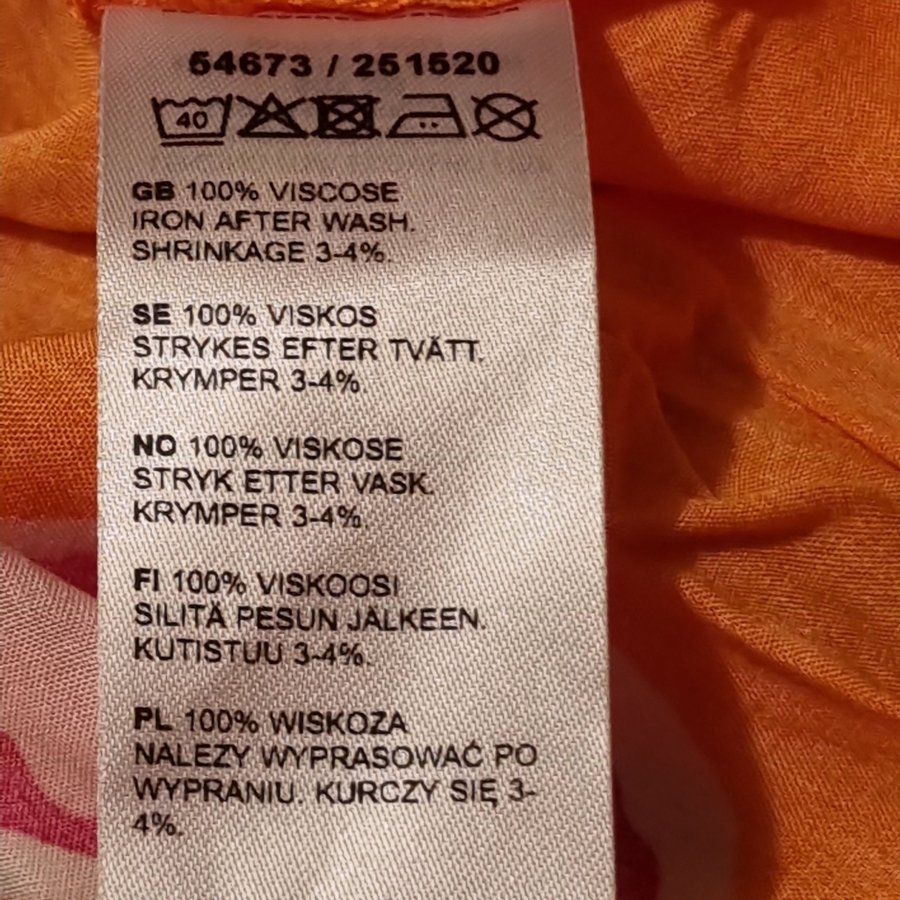 54673 / 251520
40
GB 100% VISCOSE
IRON AFTER WASH.
SHRINKAGE 3-4%.
SE 100% VISKOS
STRYKES EFTER TVÄTT.
KRYMPER 3-4%.
NO 100% VISKOSE
STRYK ETTER VASK.
KRYMPER 3-4%.
FI 100% VISKOOSI
SILITÄ PESUN JÄLKEEN.
KUTISTUU 3-4%.
PL 100% WISKOZA
NALEZY WYPRASOWAĆ PO
WYPRANIU. KURCZY SIĘ 3-
4%.